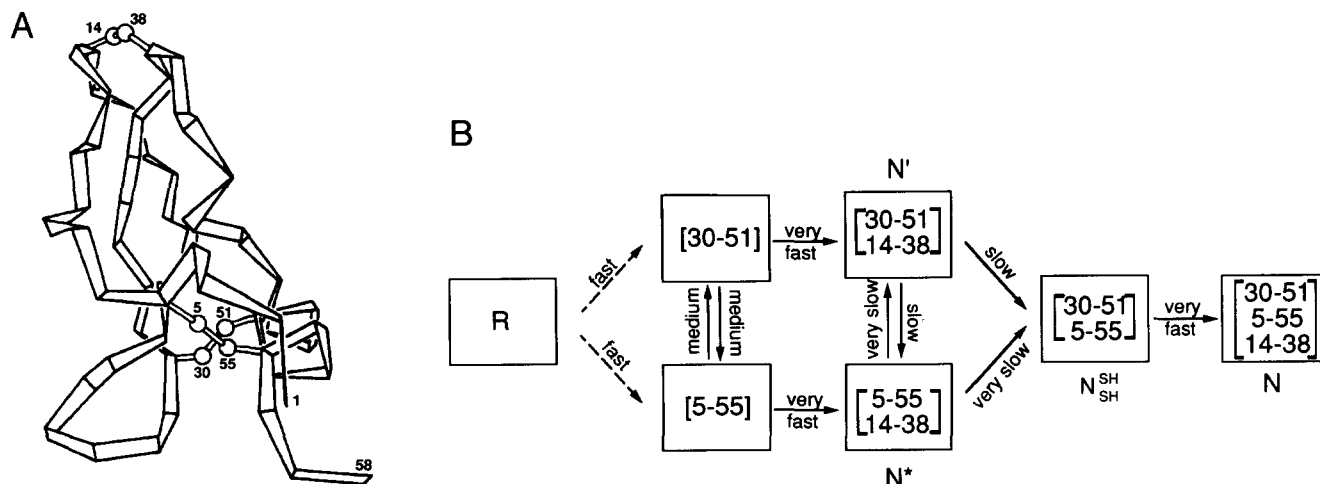 A
14
38
5
51
55
30
1
58
B
R
fast
fast
[30-51]
medium
medium
[5-55]
very
fast
very
fast
N'
[30-51
14-38]
very slow
slow
[5-55
14-38]
N*
slow
very slow
[30-51
5-55]
N SH SH
very
fast
[30-51
5-55
14-38]
N